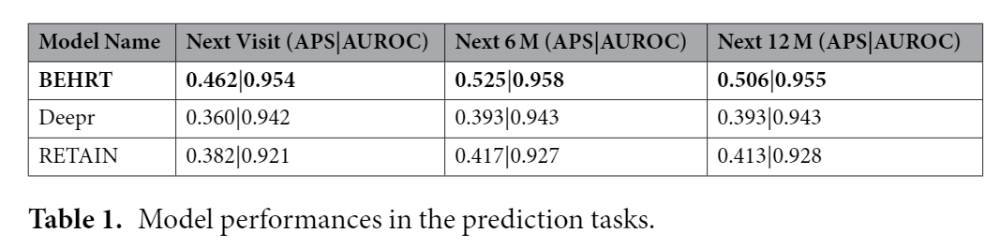 Model Name Next Visit (APS|AUROC) Next 6 M (APS|AUROC) Next 12 M (APS|AUROC)
BEHRT 0.462|0.954 0.525|0.958 0.506|0.955
Deepr 0.360|0.942 0.393|0.943 0.393|0.943
RETAIN 0.382|0.921 0.417|0.927 0.413|0.928
Table 1. Model performances in the prediction tasks.